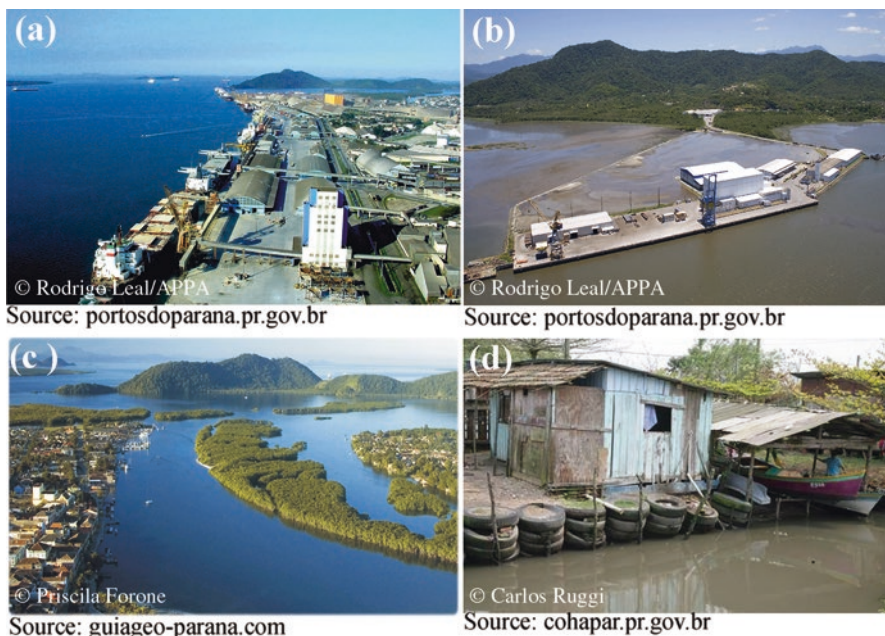 (a)
© Rodrigo Leal/APPA
Source: portosdoparana.pr.gov.br
(b)
© Rodrigo Leal/APPA
Source: portosdoparana.pr.gov.br
(c)
© Priscila Forone
Source: guiageo-parana.com
(d)
© Carlos Ruggi
Source: cohapar.pr.gov.br